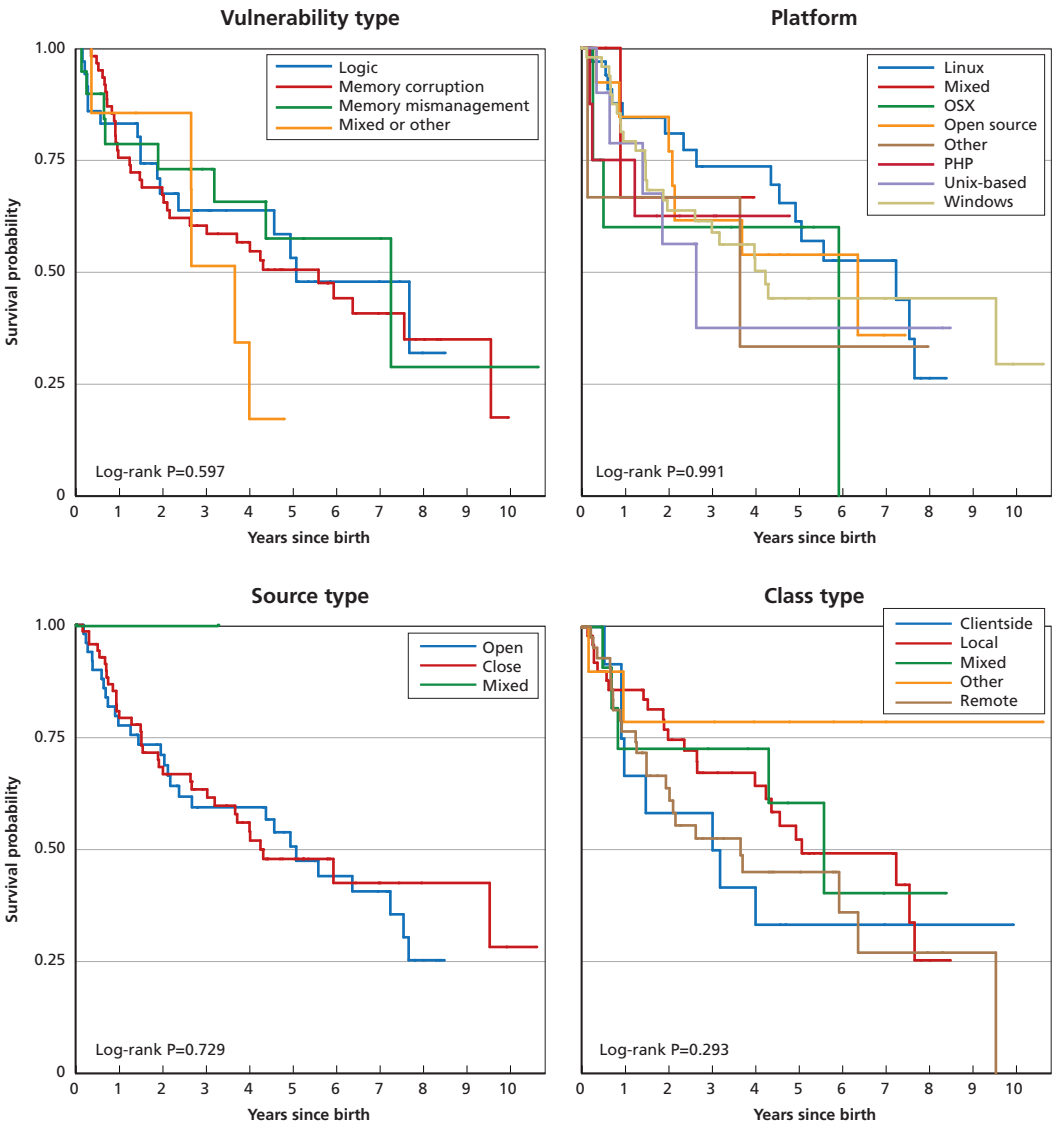 Vulnerability type
1.00
0.75
0.50
0.25
0
Survival probability
Logic
Memory corruption
Memory mismanagement
Mixed or other
Log-rank P=0.597
0 1 2 3 4 5 6 7 8 9 10
Years since birth
Platform
Linux
Mixed
OSX
Open source
Other
PHP
Unix-based
Windows
Log-rank P=0.991
0 1 2 3 4 5 6 7 8 9 10
Years since birth
Source type
1.00
0.75
0.50
0.25
0
Survival probability
Open
Close
Mixed
Log-rank P=0.729
0 1 2 3 4 5 6 7 8 9 10
Years since birth
Class type
Clientside
Local
Mixed
Other
Remote
Log-rank P=0.293
0 1 2 3 4 5 6 7 8 9 10
Years since birth